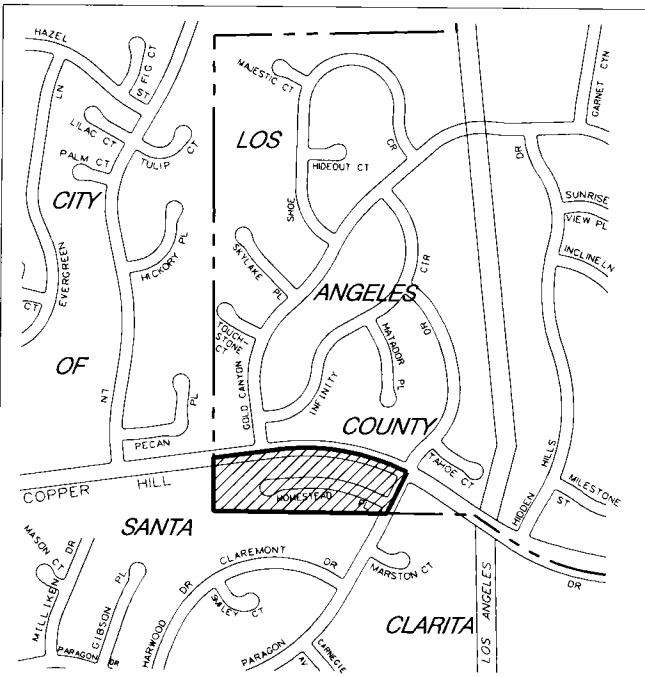 HAZEL
LN
FIG CT
ST
LILAC CT
PALM CT
TULIP CT
CITY
EVERGREEN
CT
HICKORY PL
OF
LN
PECAN PL
COPPER HILL
MAJESTIC CT
LOS
HIDEOUT CT
SHOE
CR
SKYLAKE PL
ANGELES
TOUCH-
STONE
CT
CIR
MATADOR PL
GOLD CANYON
INFINITY
COUNTY
TAHOE CT
GARNET CYN
DR
SUNRISE
VIEW PL
INCLINE LN
HIDDEN HILLS
MILESTONE
ST
DR
HOMESTEAD PL
SANTA
MASON CT
MILLIKEN DR
GIBSON PL
PARAGON DR
HARWOOD DR
CLAREMONT DR
SMILEY CT
MARSTON CT
PARAGON
AV
CARNEGIE
CLARITA
LOS ANGELES